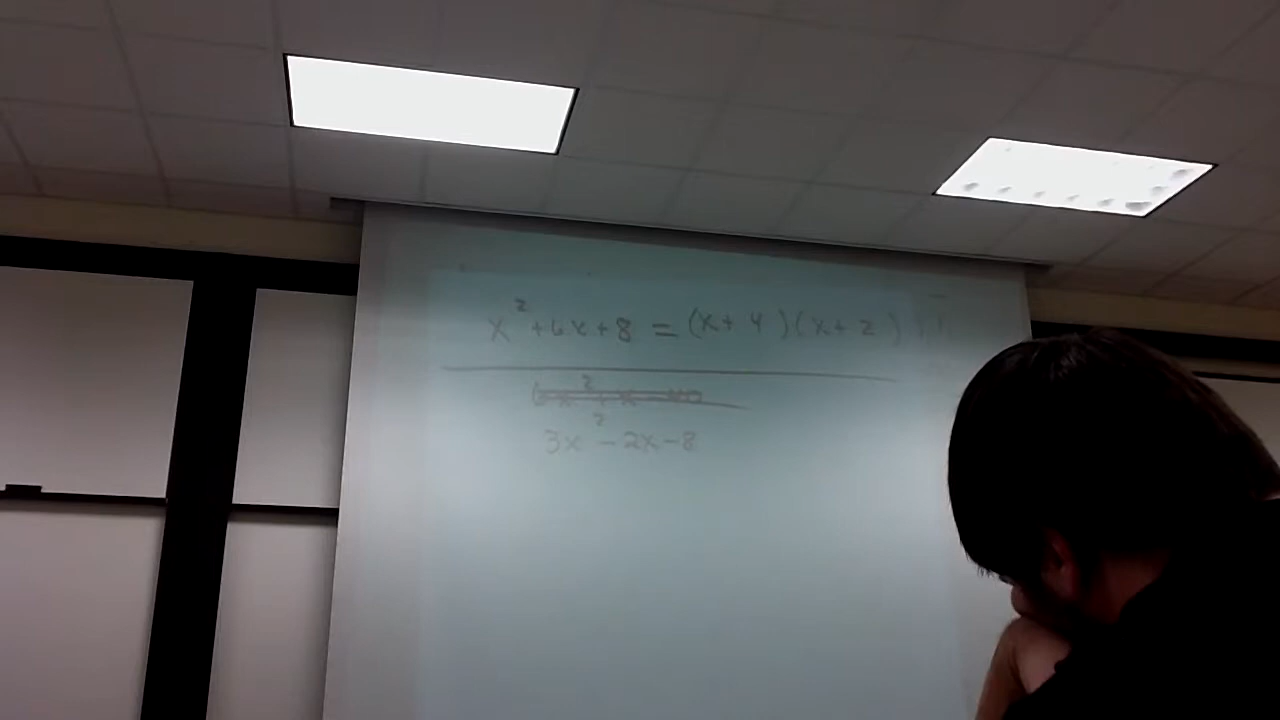 x² + 6x + 8 = (x + 4)(x + 2)
3x² - 2x - 8